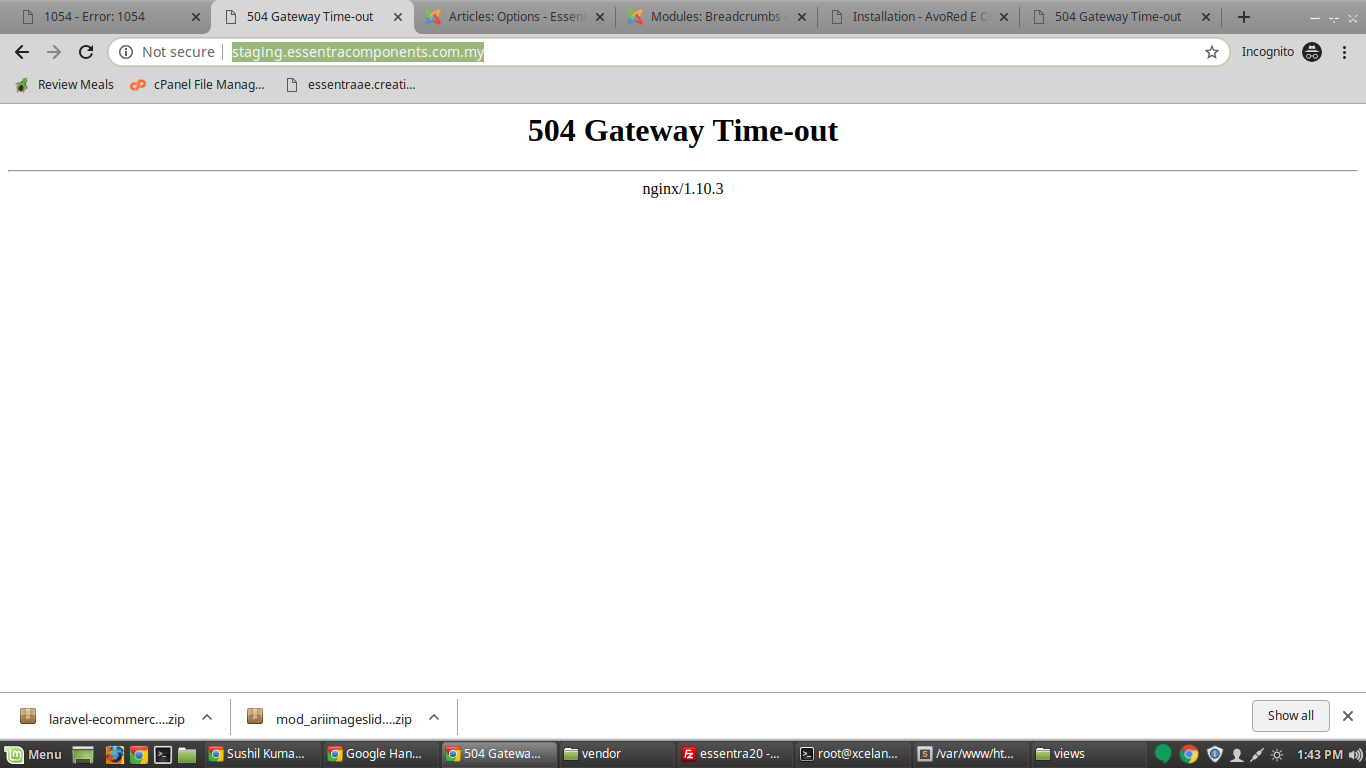 1054 - Error: 1054
504 Gateway Time-out
Articles: Options - Essent
Modules: Breadcrumbs -
Installation - AvoRed E C
504 Gateway Time-out
Not secure
staging.essentracomponents.com.my
Incognito
Review Meals
cPanel File Manag...
essentraae.creati...
504 Gateway Time-out
nginx/1.10.3
laravel-ecommerc....zip
mod_ariimageslid....zip
Show all
Menu
Sushil Kuma...
Google Han...
504 Gatewa...
vendor
essentra20 -...
root@xcelan...
/var/www/ht...
views
1:43 PM